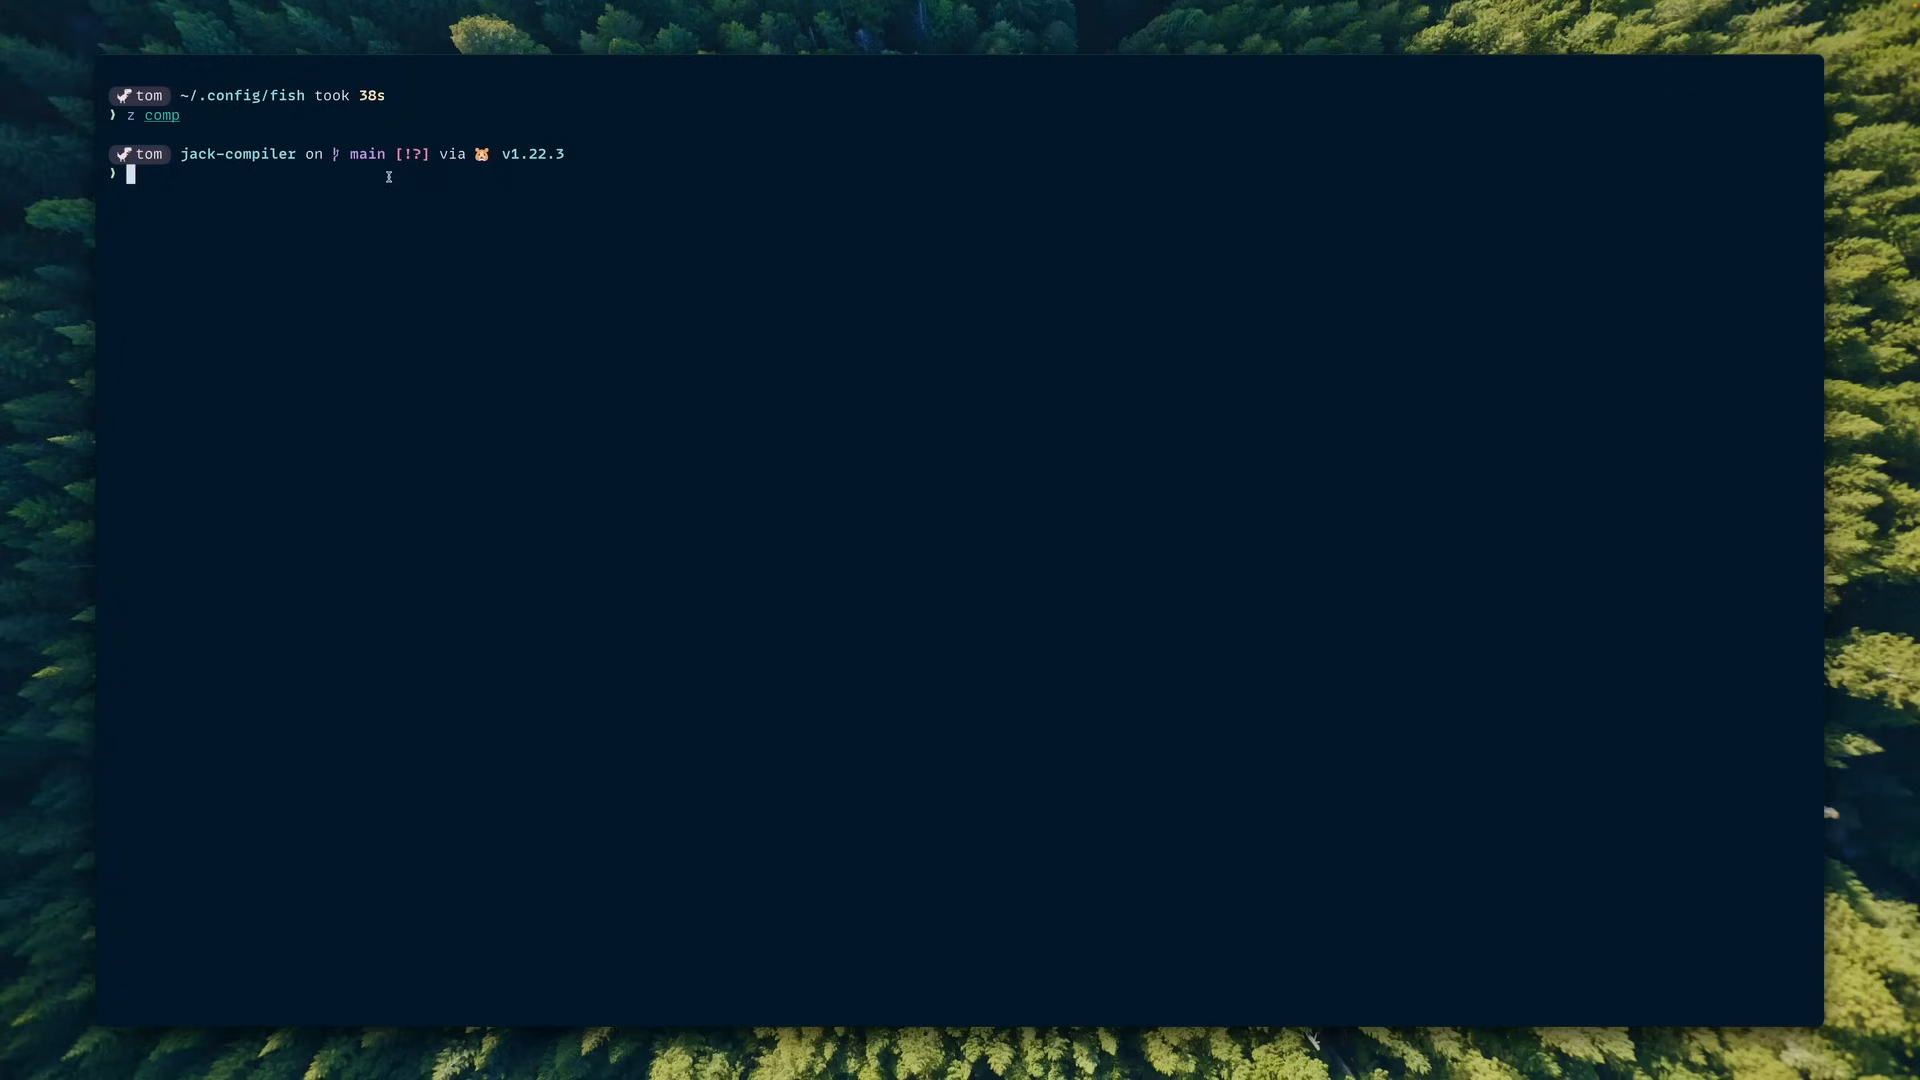 tom ~/.config/fish took 38s
❯ z comp
tom jack-compiler on main [!?] via 🐹 v1.22.3
❯